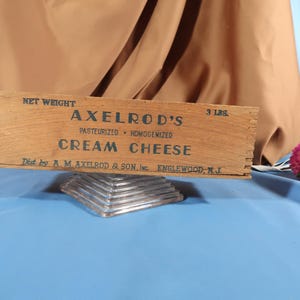 NET WEIGHT 3 LBS.
AXELROD'S
PASTEURIZED • HOMOGENIZED
CREAM CHEESE
Dist by A. M. AXELROD & SON, Inc. ENGLEWOOD, N.J.